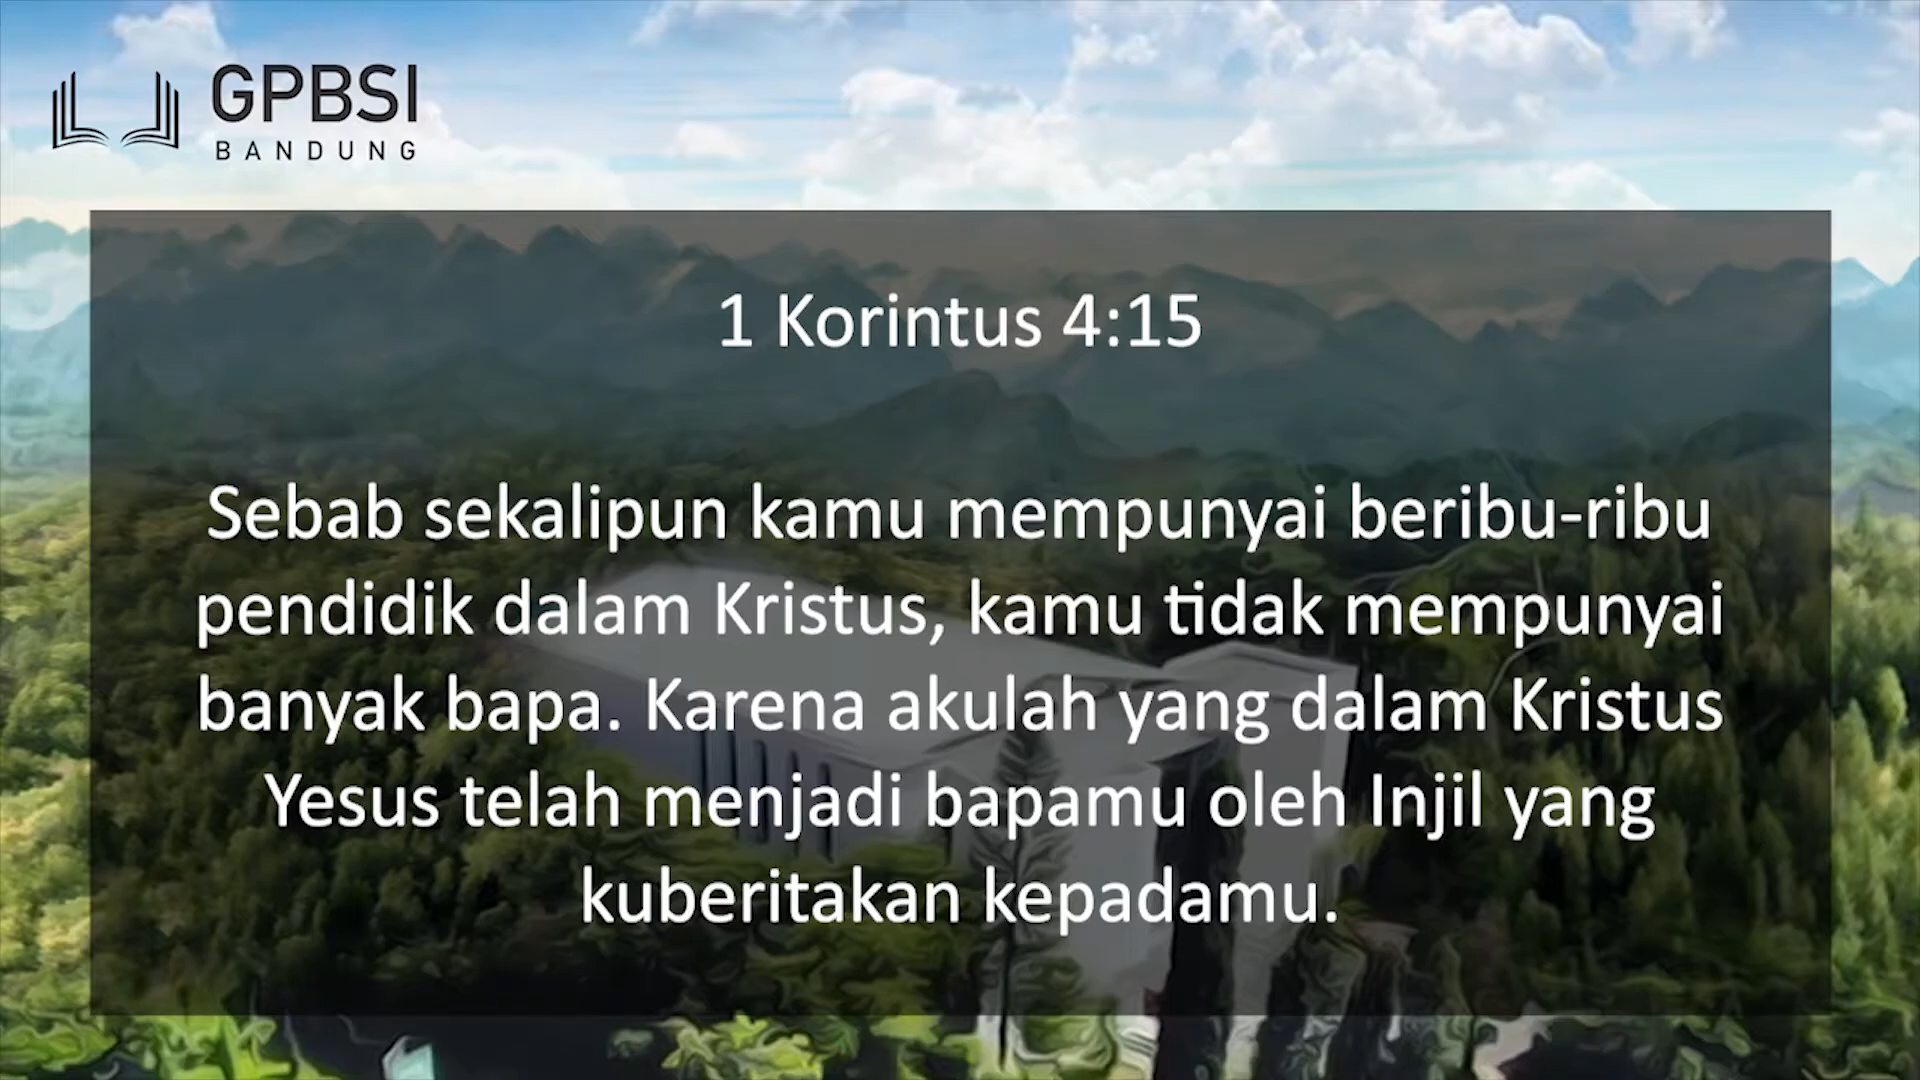 GPBSI
BANDUNG
1 Korintus 4:15
Sebab sekalipun kamu mempunyai beribu-ribu
pendidik dalam Kristus, kamu tidak mempunyai
banyak bapa. Karena akulah yang dalam Kristus
Yesus telah menjadi bapamu oleh Injil yang
kuberitakan kepadamu.